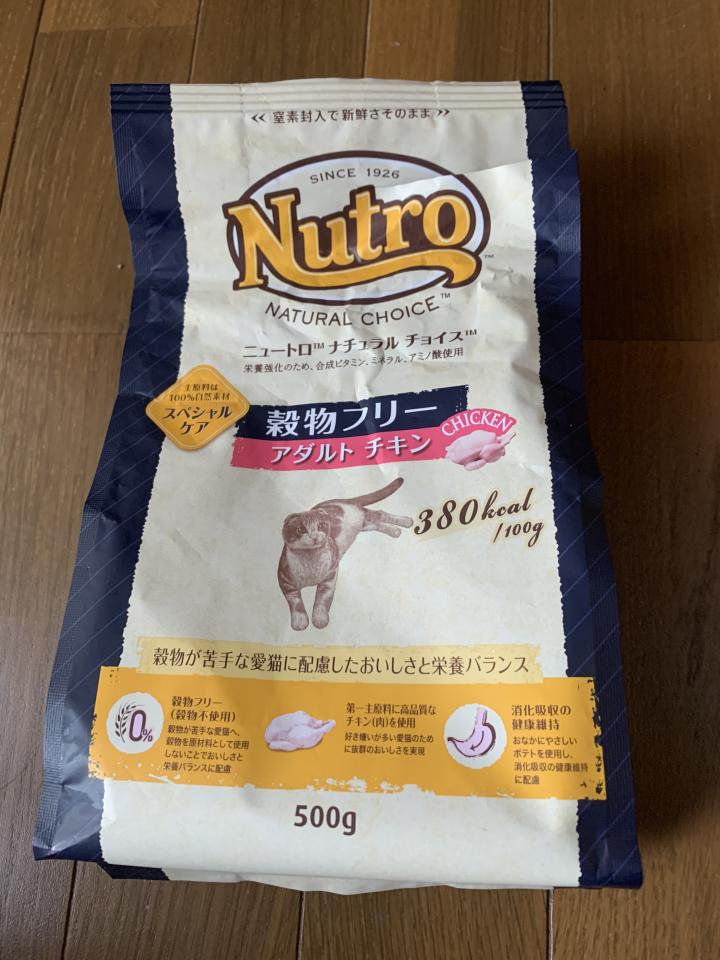 ≪ 窒素封入で新鮮さそのまま ≫
SINCE 1926
Nutro™
NATURAL CHOICE™
ニュートロ™ ナチュラル チョイス™
栄養強化のため、合成ビタミン、ミネラル、アミノ酸使用
主原料は
100%自然素材
スペシャル
ケア
穀物フリー
アダルト チキン
CHICKEN
380kcal
/100g
穀物が苦手な愛猫に配慮したおいしさと栄養バランス
0%
穀物フリー
(穀物不使用)
穀物が苦手な愛猫へ、
穀物を原材料として使用
しないことでおいしさと
栄養バランスに配慮
第一主原料に高品質な
チキン(肉)を使用
好き嫌いが多い愛猫のため
に抜群のおいしさを実現
消化吸収の
健康維持
おなかにやさしい
ポテトを使用し、
消化吸収の健康維持
に配慮
500g